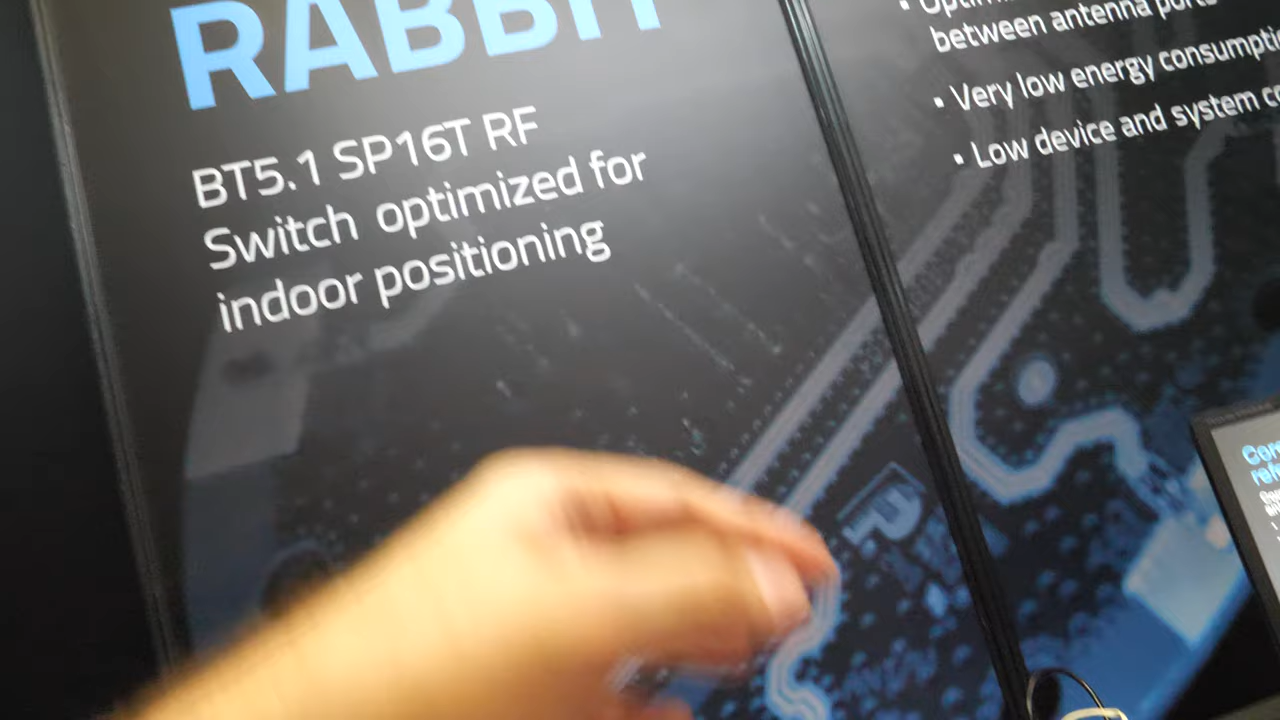 RABBIT
BT5.1 SP16T RF
Switch optimized for
indoor positioning
between antenna ports
▪ Very low energy
▪ Low device and system